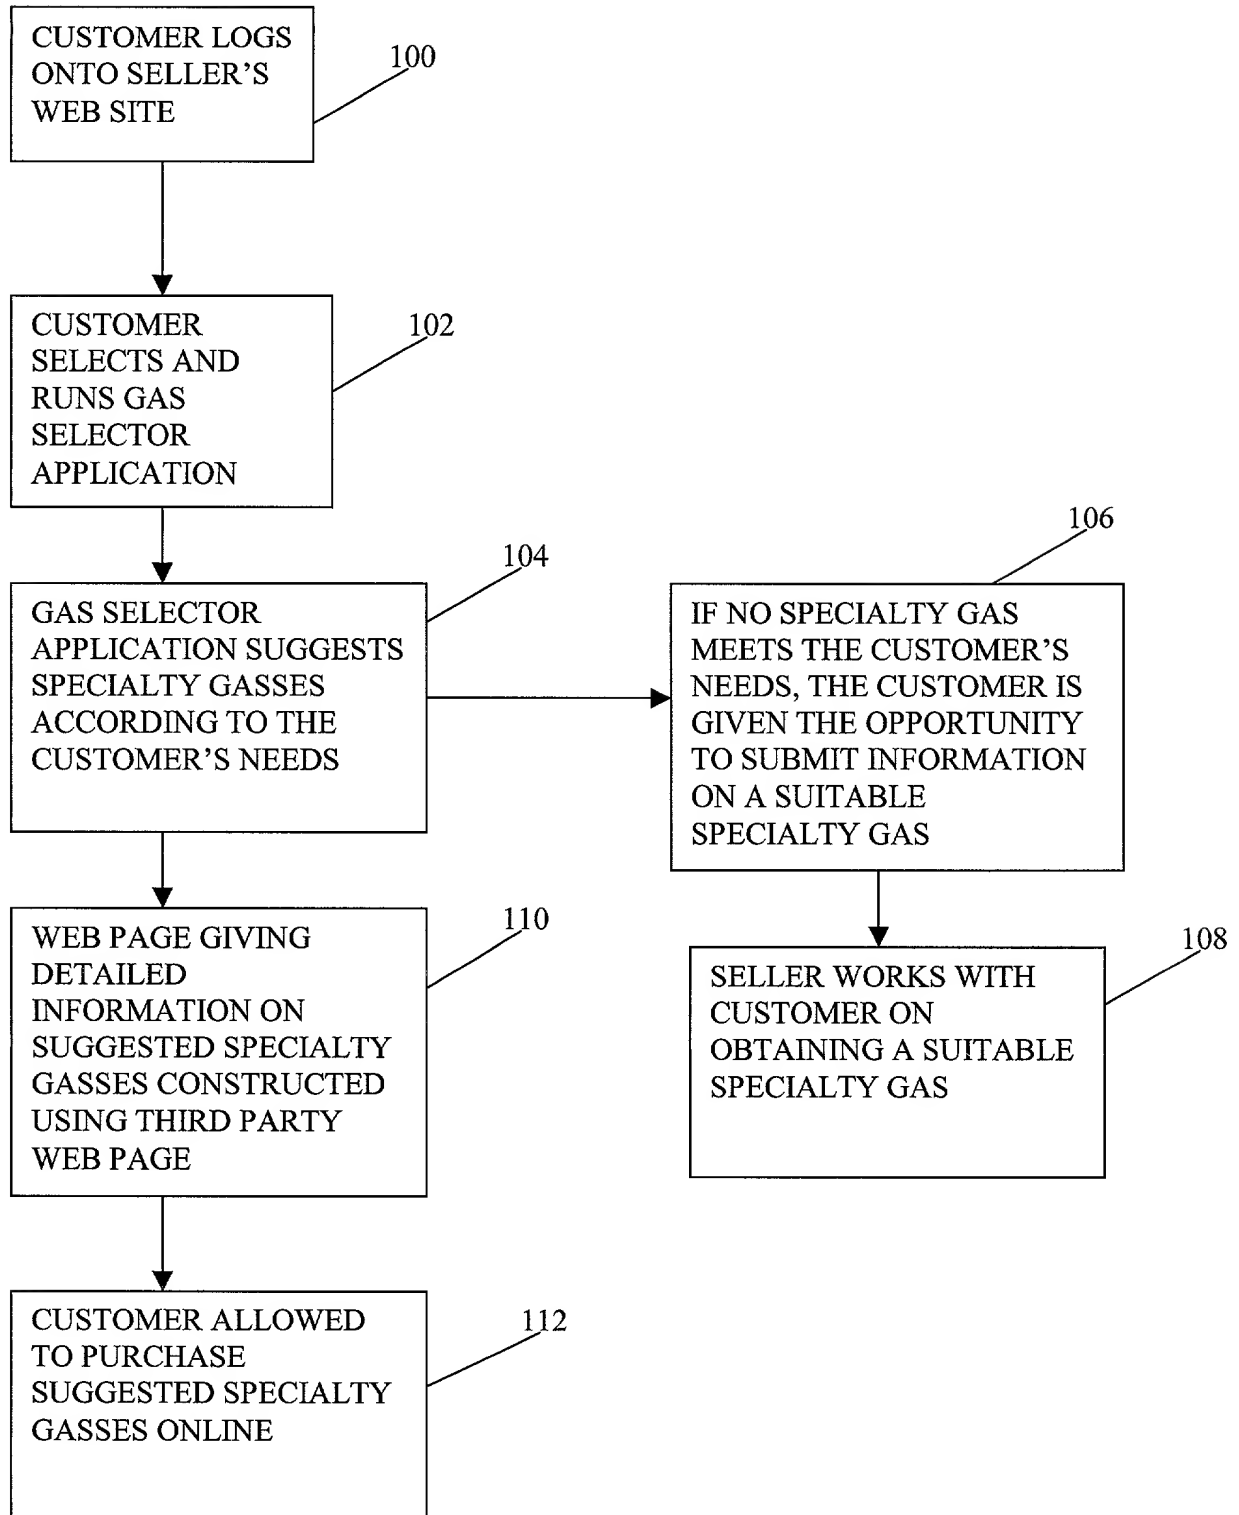 CUSTOMER LOGS
ONTO SELLER'S
WEB SITE
100
CUSTOMER
SELECTS AND
RUNS GAS
SELECTOR
APPLICATION
102
GAS SELECTOR
APPLICATION SUGGESTS
SPECIALTY GASSES
ACCORDING TO THE
CUSTOMER'S NEEDS
104
IF NO SPECIALTY GAS
MEETS THE CUSTOMER'S
NEEDS, THE CUSTOMER IS
GIVEN THE OPPORTUNITY
TO SUBMIT INFORMATION
ON A SUITABLE
SPECIALTY GAS
106
SELLER WORKS WITH
CUSTOMER ON
OBTAINING A SUITABLE
SPECIALTY GAS
108
WEB PAGE GIVING
DETAILED
INFORMATION ON
SUGGESTED SPECIALTY
GASSES CONSTRUCTED
USING THIRD PARTY
WEB PAGE
110
CUSTOMER ALLOWED
TO PURCHASE
SUGGESTED SPECIALTY
GASSES ONLINE
112